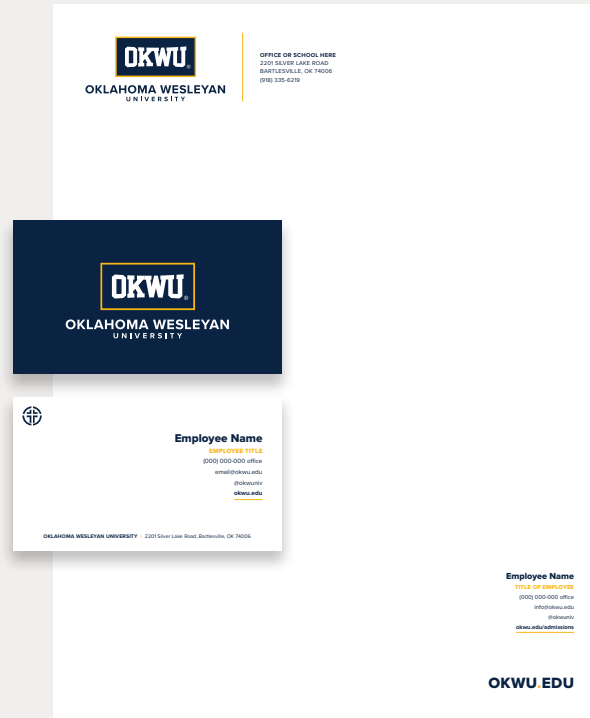 OKWU®
OKLAHOMA WESLEYAN
UNIVERSITY
OFFICE OR SCHOOL HERE
2201 SILVER LAKE ROAD
BARTLESVILLE, OK 74006
(918) 335-6219
OKWU®
OKLAHOMA WESLEYAN
UNIVERSITY
Employee Name
EMPLOYEE TITLE
(000) 000-000 office
email@okwu.edu
@okwuniv
okwu.edu
OKLAHOMA WESLEYAN UNIVERSITY | 2201 Silver Lake Road, Bartlesville, OK 74006
Employee Name
TITLE OF EMPLOYEE
(000) 000-000 office
info@okwu.edu
@okwuniv
okwu.edu/admissions
OKWU.EDU